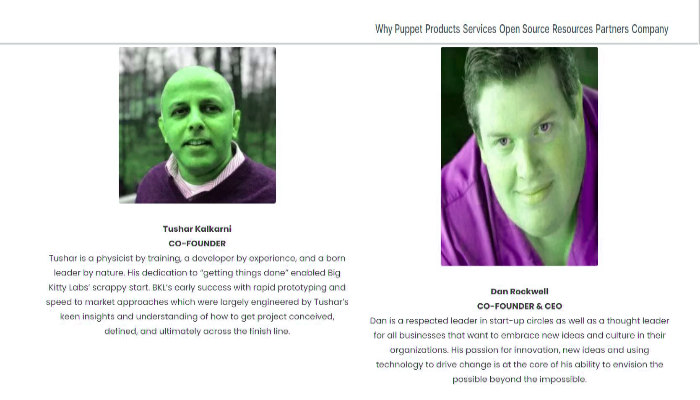 Why Puppet Products Services Open Source Resources Partners Company
Tushar Kalkarni
CO-FOUNDER
Tushar is a physicist by training, a developer by experience, and a born
leader by nature. His dedication to “getting things done” enabled Big
Kitty Labs’ scrappy start. BKL’s early success with rapid prototyping and
speed to market approaches which were largely engineered by Tushar’s
keen insights and understanding of how to get project conceived,
defined, and ultimately across the finish line.
Dan Rockwell
CO-FOUNDER & CEO
Dan is a respected leader in start-up circles as well as a thought leader
for all businesses that want to embrace new ideas and culture in their
organizations. His passion for innovation, new ideas and using
technology to drive change is at the core of his ability to envision the
possible beyond the impossible.